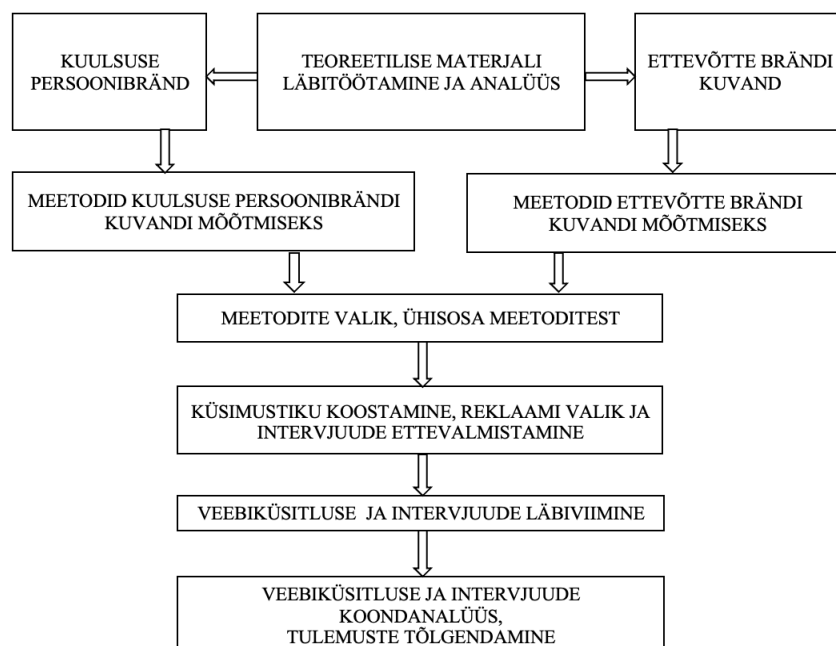 KUULSUSE
PERSOONIBRÄND
TEOREETILISE MATERJALI
LÄBITÖÖTAMINE JA ANALÜÜS
ETTEVÕTTE BRÄNDI
KUVAND
MEETODID KUULSUSE PERSOONIBRÄNDI
KUVANDI MÕÕTMISEKS
MEETODID ETTEVÕTTE BRÄNDI
KUVANDI MÕÕTMISEKS
MEETODITE VALIK, ÜHISOSA MEETODITEST
KÜSIMUSTIKU KOOSTAMINE, REKLAAMI VALIK JA
INTERVJUUDE ETTEVALMISTAMINE
VEEBIKÜSITLUSE JA INTERVJUUDE LÄBIVIIMINE
VEEBIKÜSITLUSE JA INTERVJUUDE
KOONDANALÜÜS,
TULEMUSTE TÕLGENDAMINE